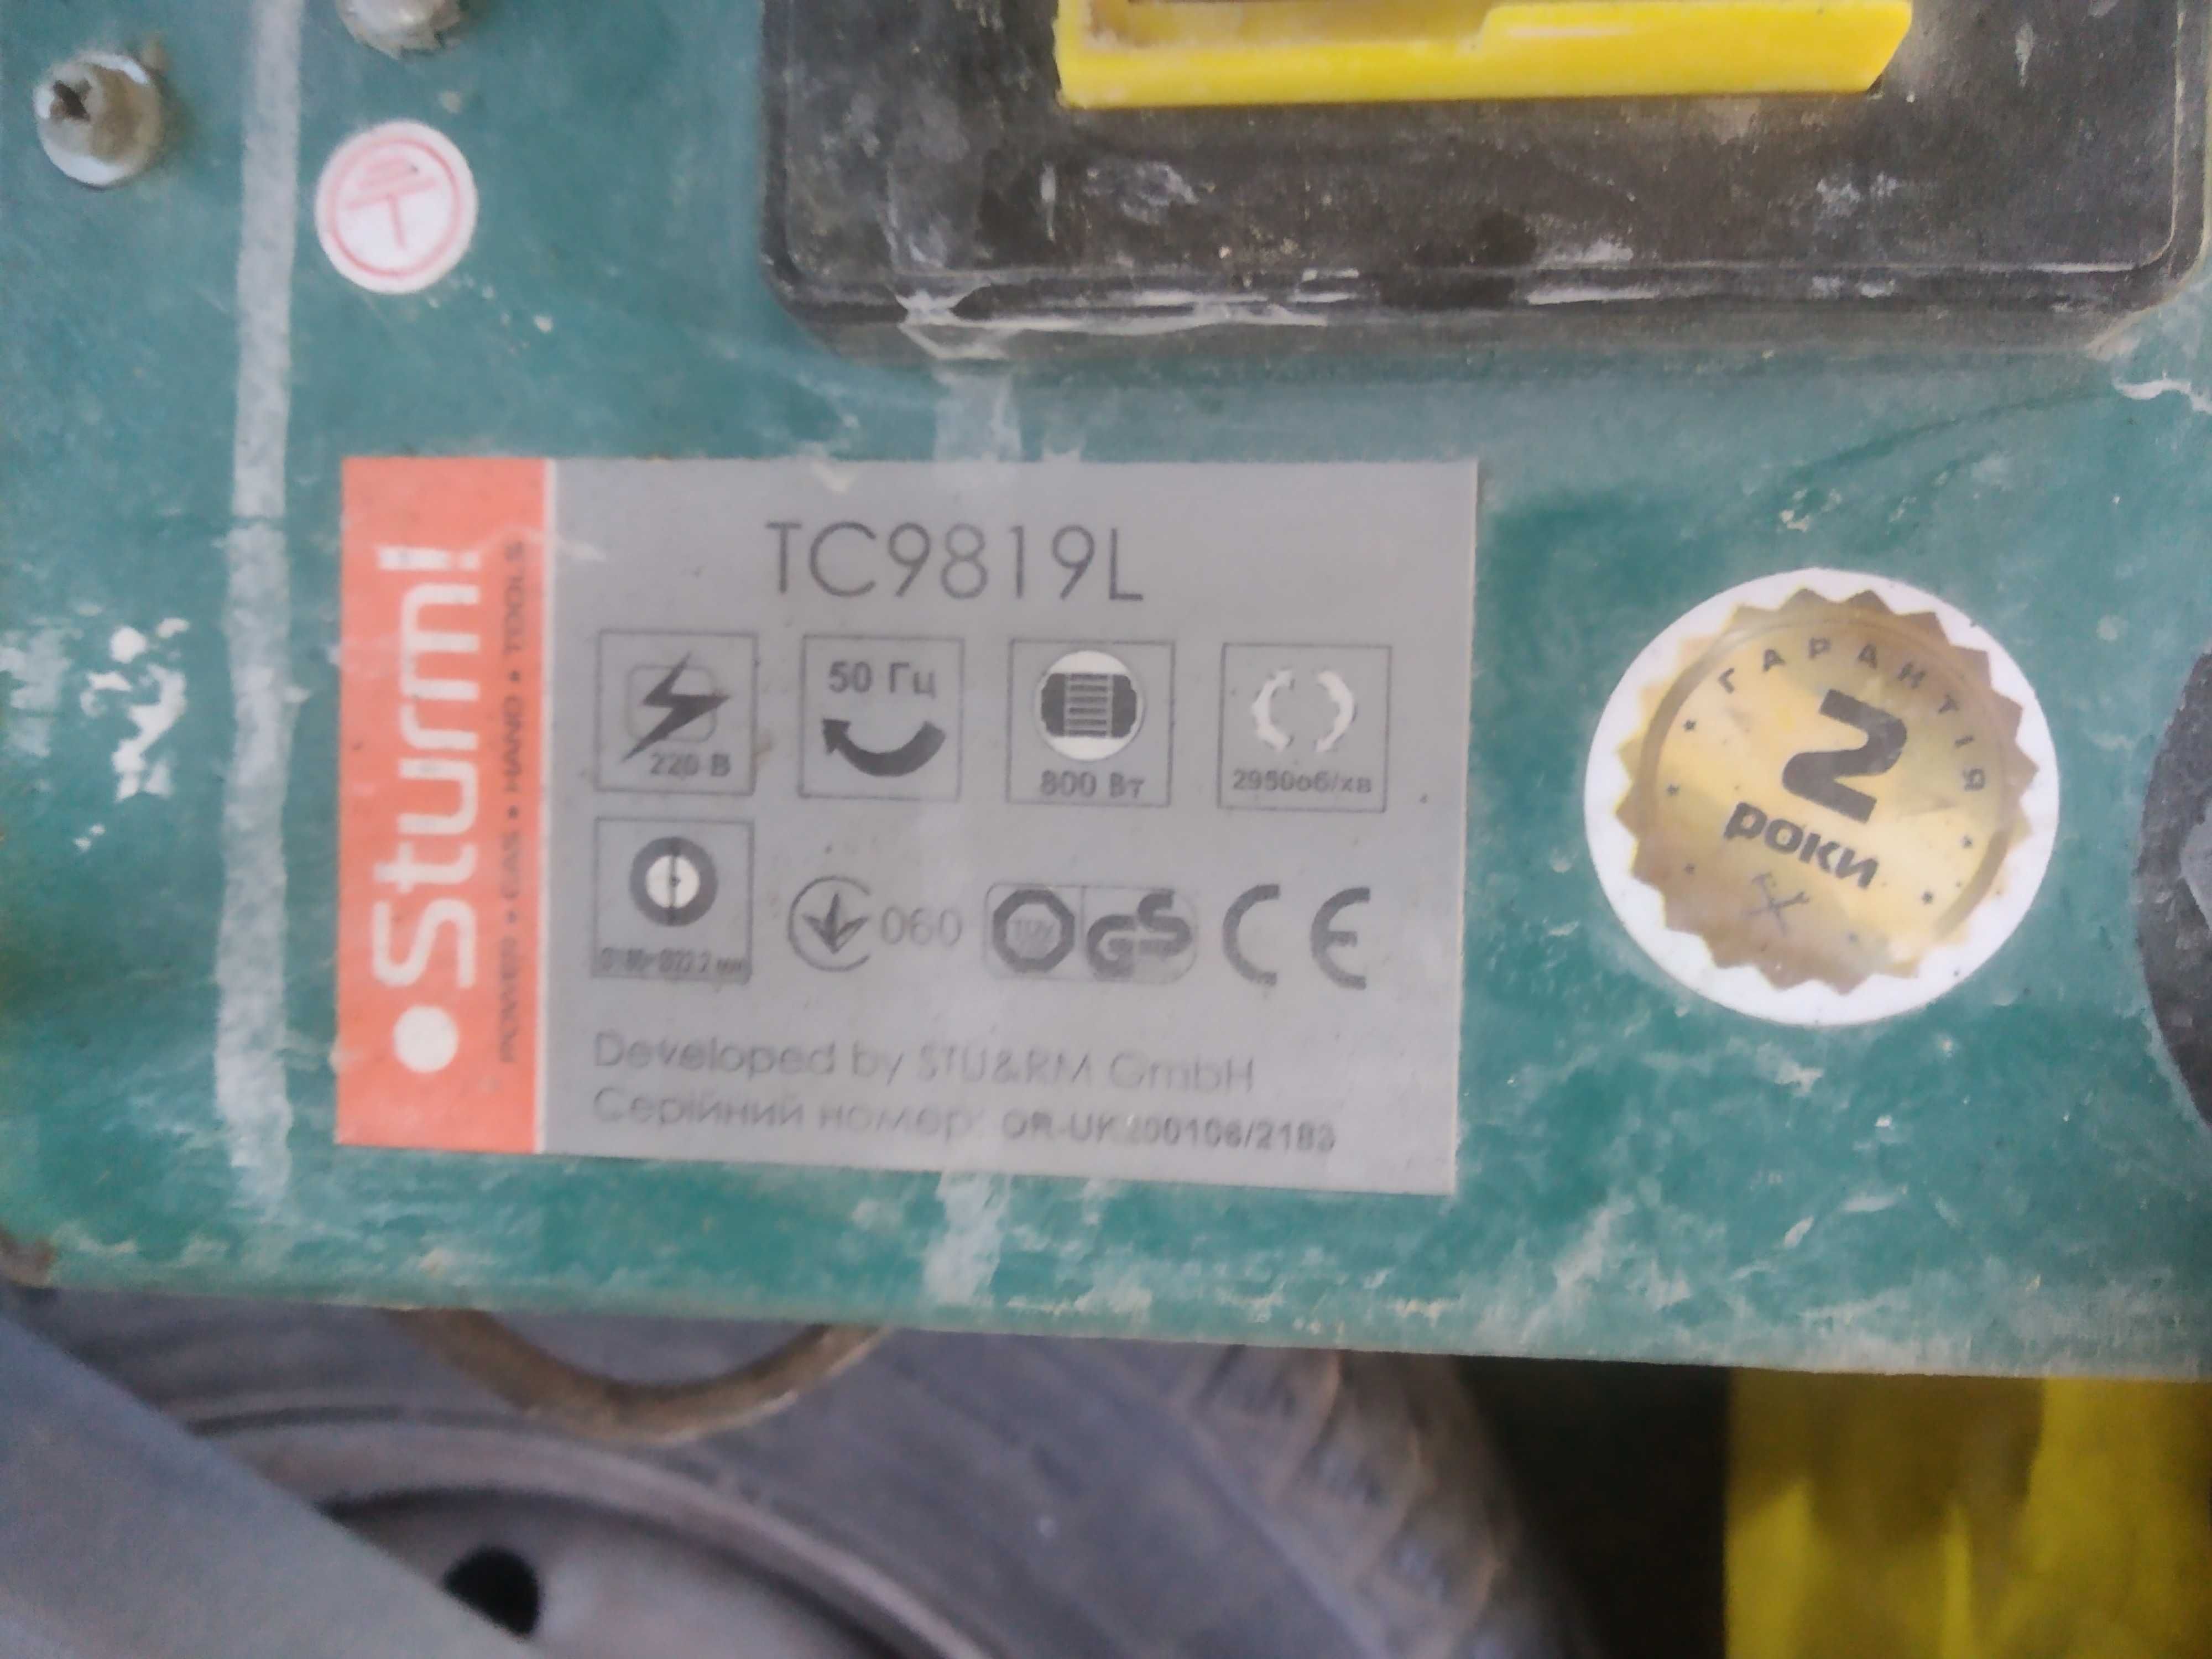 Sturm!
POWER • GAS • HAND • TOOLS
TC9819L
220 В
50 Гц
800 Вт
2950об/хв
060
GS
CE
Developed by STU&RM GmbH
Серійний номер:
ГАРАНТІЯ
2
роки